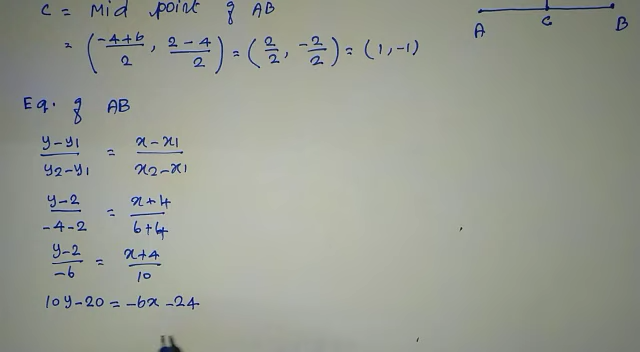 C = Mid point of AB
= (-4+6/2, 2-4/2) = (2/2, -2/2) = (1, -1)
A C B
Eq. of AB
y-y1/y2-y1 = x-x1/x2-x1
y-2/-4-2 = x+4/6+4
y-2/-6 = x+4/10
10y-20 = -6x-24